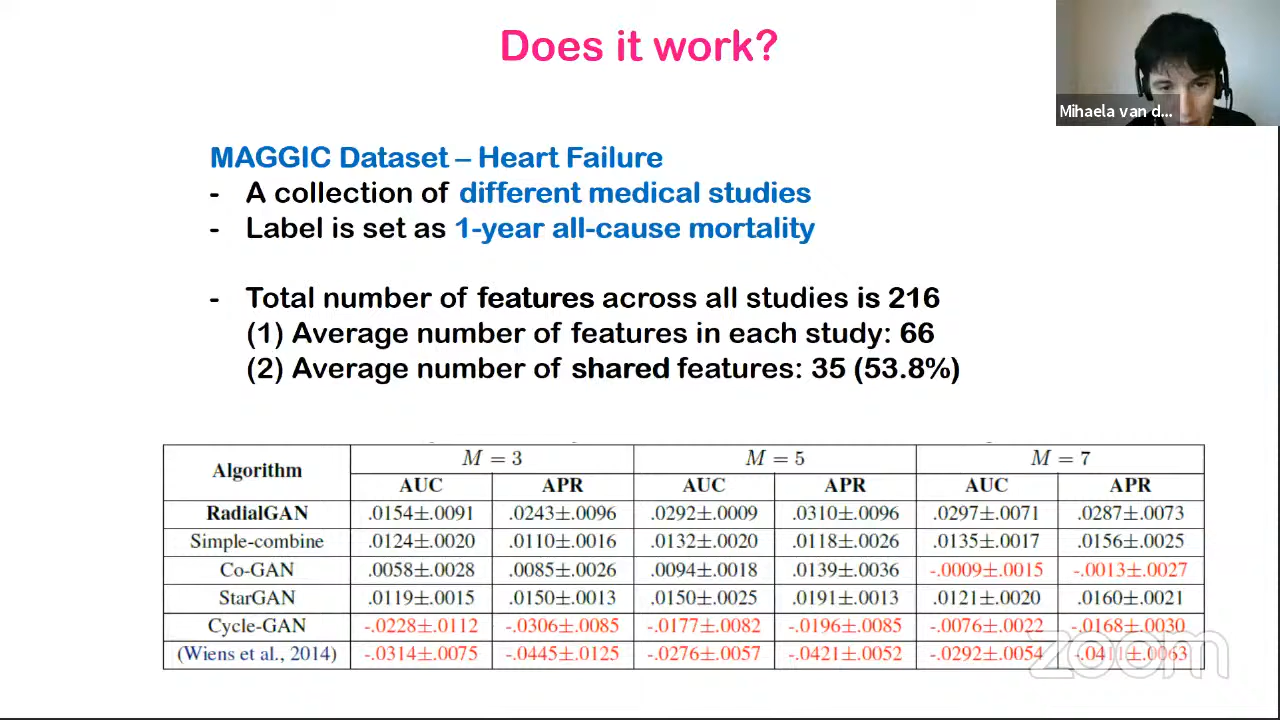 Does it work?
Mihaela van d...
MAGGIC Dataset – Heart Failure
- A collection of different medical studies
- Label is set as 1-year all-cause mortality
- Total number of features across all studies is 216
(1) Average number of features in each study: 66
(2) Average number of shared features: 35 (53.8%)
Algorithm M = 3 M = 5 M = 7
AUC APR AUC APR AUC APR
RadialGAN .0154±.0091 .0243±.0096 .0292±.0009 .0310±.0096 .0297±.0071 .0287±.0073
Simple-combine .0124±.0020 .0110±.0016 .0132±.0020 .0118±.0026 .0135±.0017 .0156±.0025
Co-GAN .0058±.0028 .0085±.0026 .0094±.0018 .0139±.0036 -.0009±.0015 -.0013±.0027
StarGAN .0119±.0015 .0150±.0013 .0150±.0025 .0191±.0013 .0121±.0020 .0160±.0021
Cycle-GAN -.0228±.0112 -.0306±.0085 -.0177±.0082 -.0196±.0085 -.0076±.0022 -.0168±.0030
(Wiens et al., 2014) -.0314±.0075 -.0445±.0125 -.0276±.0057 -.0421±.0052 -.0292±.0054 -.0411±.0063
zoom